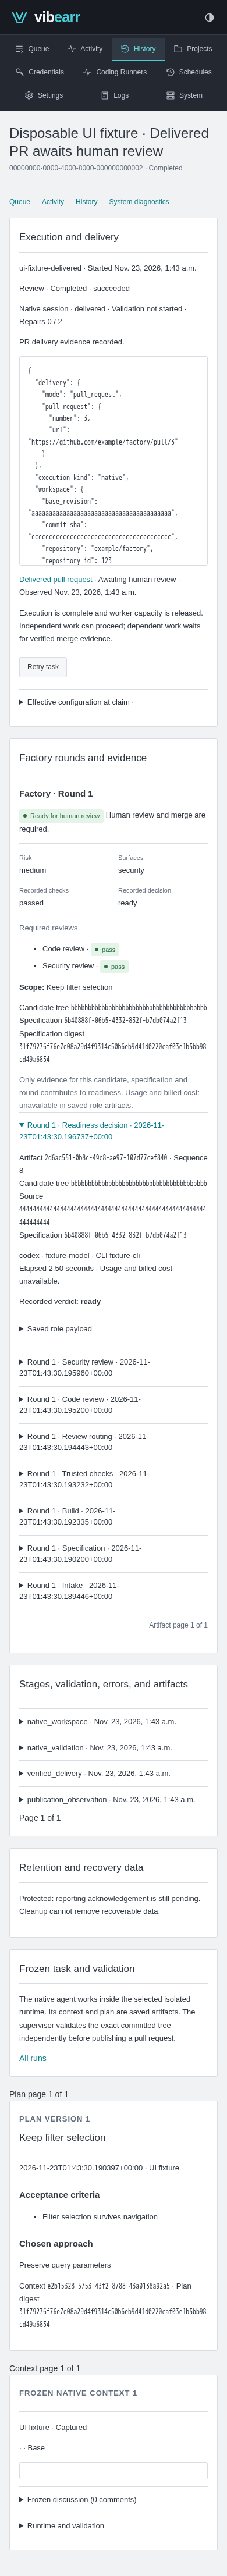 vibearr
Queue
Activity
History
Projects
Credentials
Coding Runners
Schedules
Settings
Logs
System
Disposable UI fixture · Delivered
PR awaits human review
00000000-0000-4000-8000-000000000002 · Completed
Queue Activity History System diagnostics
Execution and delivery
ui-fixture-delivered · Started Nov. 23, 2026, 1:43 a.m.
Review · Completed · succeeded
Native session · delivered · Validation not started ·
Repairs 0 / 2
PR delivery evidence recorded.
{
"delivery": {
"mode": "pull_request",
"pull_request": {
"number": 3,
"url":
"https://github.com/example/factory/pull/3"
}
},
"execution_kind": "native",
"workspace": {
"base_revision":
"aaaaaaaaaaaaaaaaaaaaaaaaaaaaaaaaaaaaaaaa",
"commit_sha":
"cccccccccccccccccccccccccccccccccccccccc",
"repository": "example/factory",
"repository_id": 123
Delivered pull request · Awaiting human review ·
Observed Nov. 23, 2026, 1:43 a.m.
Execution is complete and worker capacity is released.
Independent work can proceed; dependent work waits
for verified merge evidence.
Retry task
▶ Effective configuration at claim ·
Factory rounds and evidence
Factory · Round 1
Ready for human review Human review and merge are
required.
Risk
medium
Surfaces
security
Recorded checks
passed
Recorded decision
ready
Required reviews
• Code review · pass
• Security review · pass
Scope: Keep filter selection
Candidate tree bbbbbbbbbbbbbbbbbbbbbbbbbbbbbbbbbbbbbbbb
Specification 6b40888f-06b5-4332-832f-b7db074a2f13
Specification digest
31f79276f76e7e08a29d4f9314c50b6eb9d41d0220caf03e1b5bb98
cd49a6834
Only evidence for this candidate, specification and
round contributes to readiness. Usage and billed cost:
unavailable in saved role artifacts.
▼ Round 1 · Readiness decision · 2026-11-
23T01:43:30.196737+00:00
Artifact 2d6ac551-0b8c-49c8-ae97-107d77cef840 · Sequence
8
Candidate tree bbbbbbbbbbbbbbbbbbbbbbbbbbbbbbbbbbbbbbbb
Source
4444444444444444444444444444444444444444444444444444444
444444444
Specification 6b40888f-06b5-4332-832f-b7db074a2f13
codex · fixture-model · CLI fixture-cli
Elapsed 2.50 seconds · Usage and billed cost
unavailable.
Recorded verdict: ready
▶ Saved role payload
▶ Round 1 · Security review · 2026-11-
23T01:43:30.195960+00:00
▶ Round 1 · Code review · 2026-11-
23T01:43:30.195200+00:00
▶ Round 1 · Review routing · 2026-11-
23T01:43:30.194443+00:00
▶ Round 1 · Trusted checks · 2026-11-
23T01:43:30.193232+00:00
▶ Round 1 · Build · 2026-11-
23T01:43:30.192335+00:00
▶ Round 1 · Specification · 2026-11-
23T01:43:30.190200+00:00
▶ Round 1 · Intake · 2026-11-
23T01:43:30.189446+00:00
Artifact page 1 of 1
Stages, validation, errors, and artifacts
▶ native_workspace · Nov. 23, 2026, 1:43 a.m.
▶ native_validation · Nov. 23, 2026, 1:43 a.m.
▶ verified_delivery · Nov. 23, 2026, 1:43 a.m.
▶ publication_observation · Nov. 23, 2026, 1:43 a.m.
Page 1 of 1
Retention and recovery data
Protected: reporting acknowledgement is still pending.
Cleanup cannot remove recoverable data.
Frozen task and validation
The native agent works inside the selected isolated
runtime. Its context and plan are saved artifacts. The
supervisor validates the exact committed tree
independently before publishing a pull request.
All runs
Plan page 1 of 1
PLAN VERSION 1
Keep filter selection
2026-11-23T01:43:30.190397+00:00 · UI fixture
Acceptance criteria
• Filter selection survives navigation
Chosen approach
Preserve query parameters
Context e2b15328-5753-43f2-8788-43a0138a92a5 · Plan
digest
31f79276f76e7e08a29d4f9314c50b6eb9d41d0220caf03e1b5bb98
cd49a6834
Context page 1 of 1
FROZEN NATIVE CONTEXT 1
UI fixture · Captured
· · Base
▶ Frozen discussion (0 comments)
▶ Runtime and validation